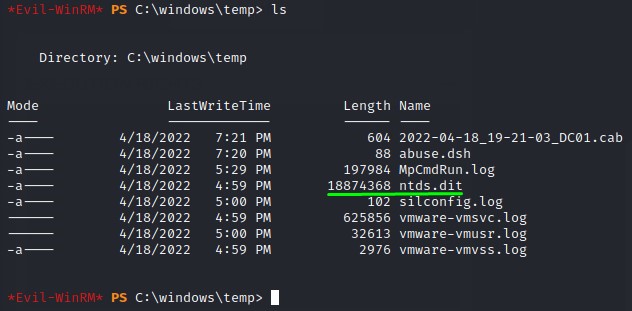 *Evil-WinRM* PS C:\windows\temp> ls
Directory: C:\windows\temp
Mode LastWriteTime Length Name
---- ------------- ------ ----
-a---- 4/18/2022 7:21 PM 604 2022-04-18_19-21-03_DC01.cab
-a---- 4/18/2022 7:20 PM 88 abuse.dsh
-a---- 4/18/2022 5:29 PM 197984 MpCmdRun.log
-a---- 4/18/2022 4:59 PM 18874368 ntds.dit
-a---- 4/18/2022 5:00 PM 102 silconfig.log
------ 4/18/2022 4:59 PM 625856 vmware-vmsvc.log
------ 4/18/2022 5:00 PM 32613 vmware-vmusr.log
-a---- 4/18/2022 4:59 PM 2976 vmware-vmvss.log
*Evil-WinRM* PS C:\windows\temp>